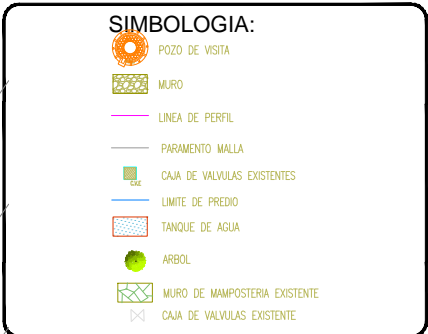 SIMBOLOGIA:
POZO DE VISITA
MURO
LINEA DE PERFIL
PARAMENTO MALLA
CAJA DE VALVULAS EXISTENTES
CAE
LIMITE DE PREDIO
TANQUE DE AGUA
ARBOL
MURO DE MAMPOSTERIA EXISTENTE
CAJA DE VALVULAS EXISTENTE